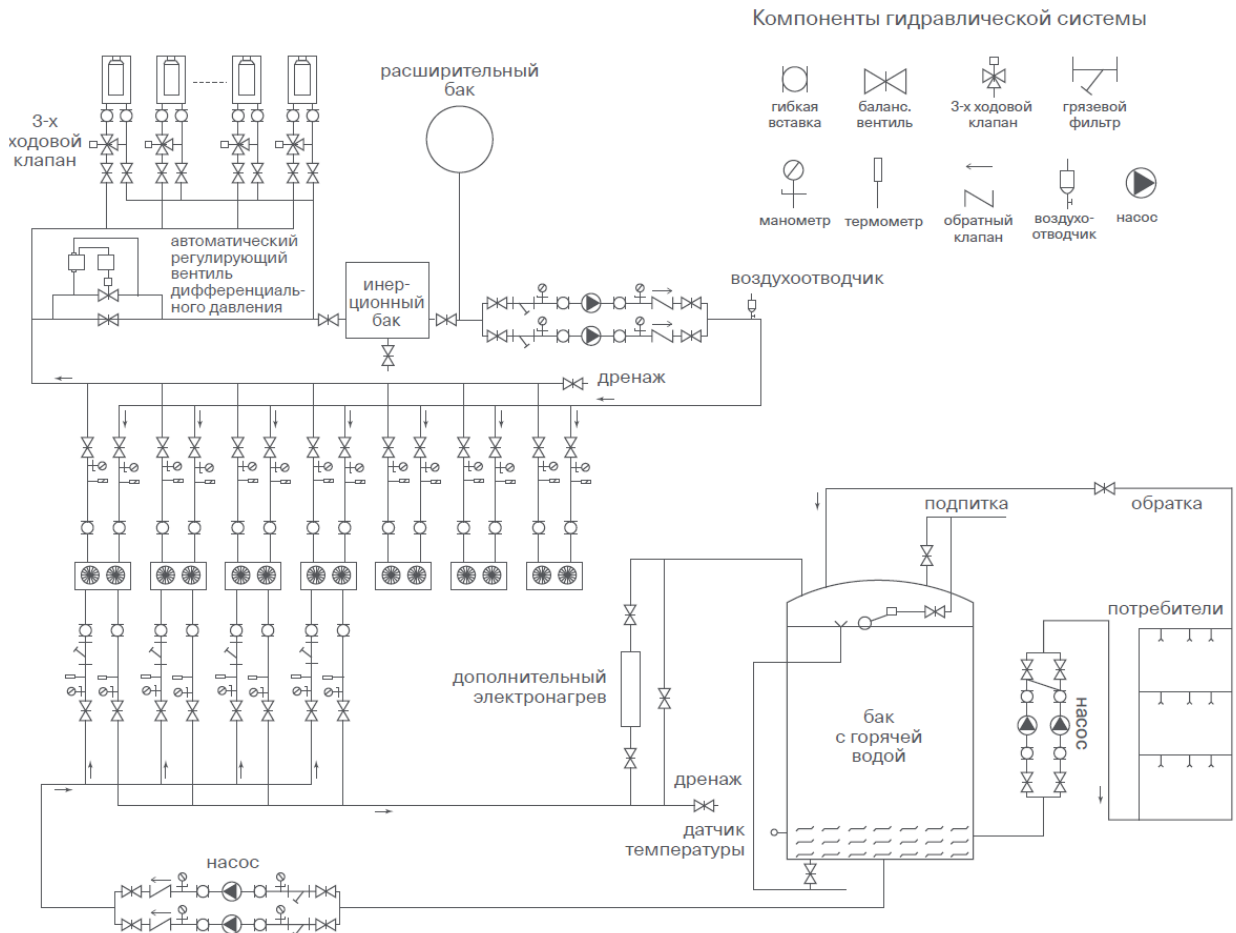 Компоненты гидравлической системы
гибкая
вставка
баланс.
вентиль
3-х ходовой
клапан
грязевой
фильтр
манометр
термометр
обратный
клапан
воздухо-
отводчик
насос
расширительный
бак
3-х
ходовой
клапан
автоматический
регулирующий
вентиль
дифференциаль-
ного давления
инер-
ционный
бак
воздухоотводчик
дренаж
подпитка
обратка
потребители
дополнительный
электронагрев
бак
с горячей
водой
насос
дренаж
датчик
температуры
насос